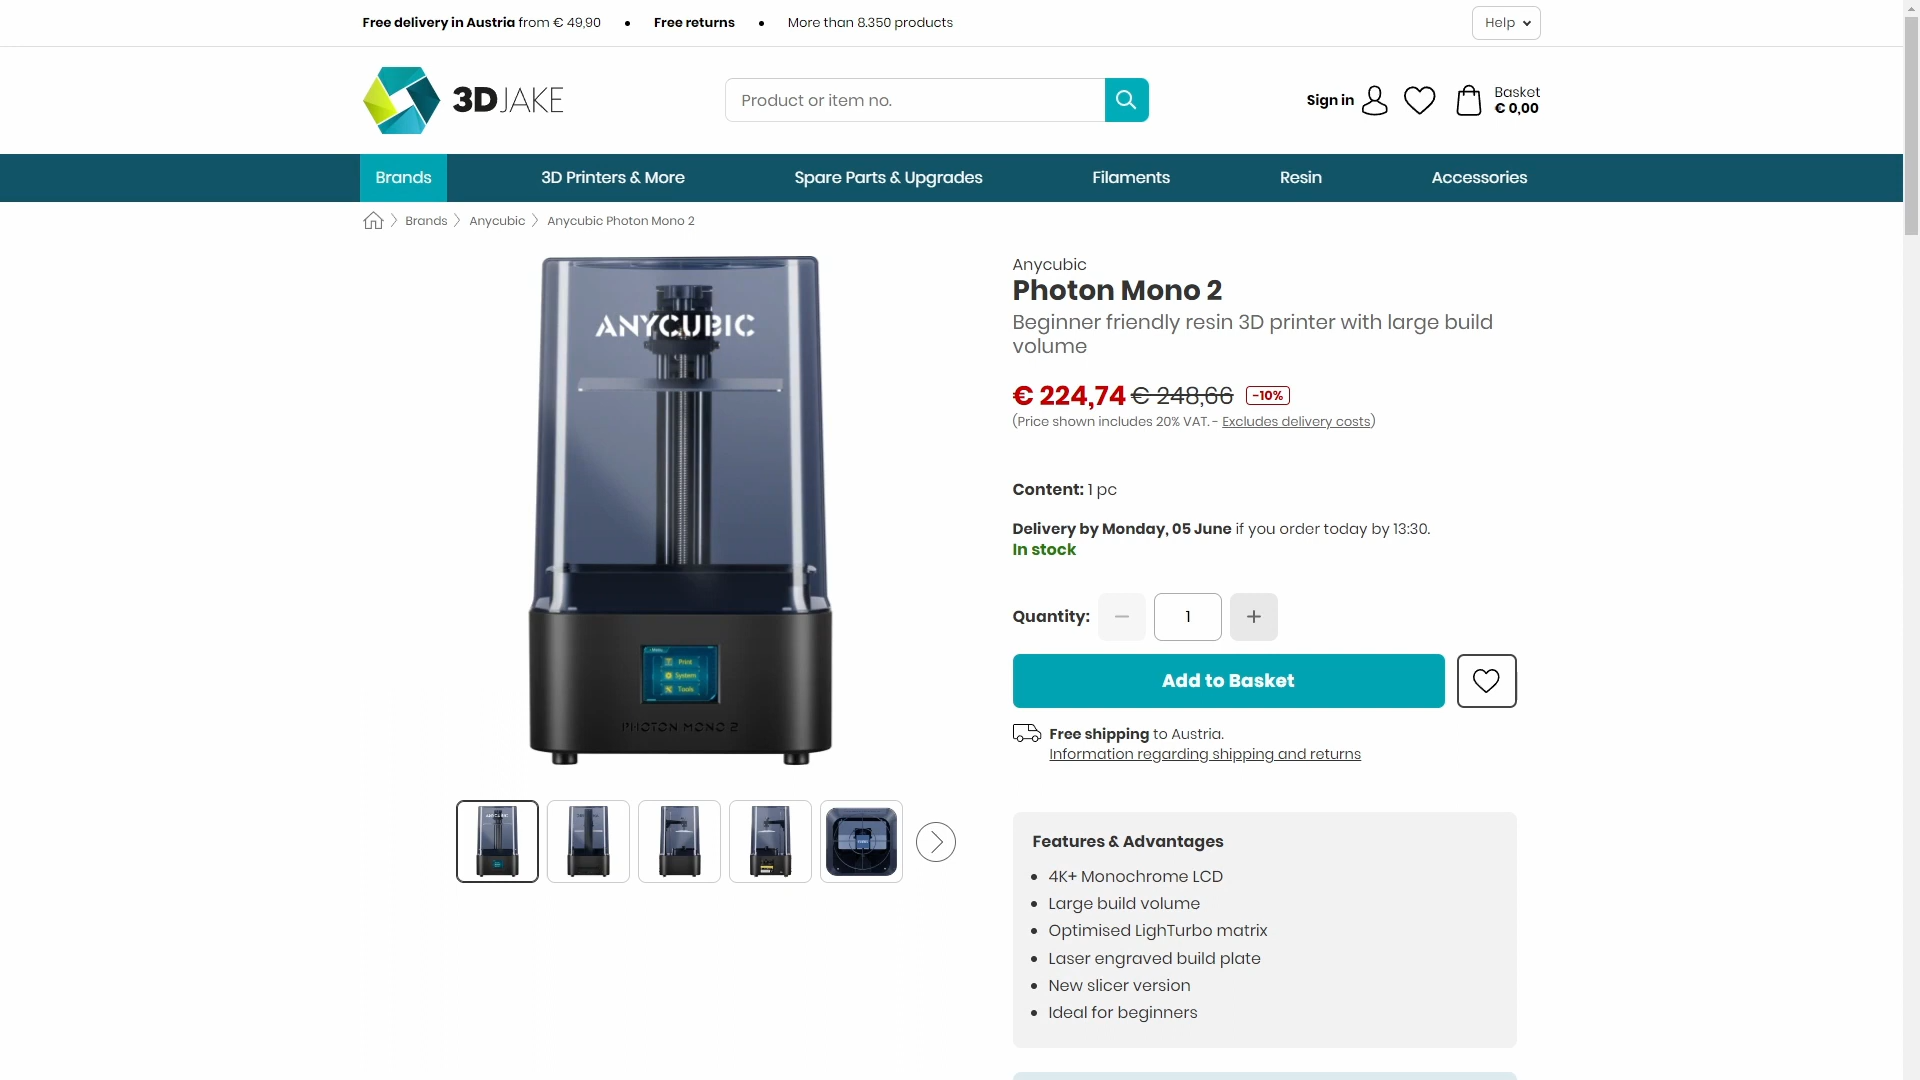 Free delivery in Austria from € 49,90 • Free returns • More than 8.350 products
Help
3DJAKE
Product or item no.
Sign in
Basket
€ 0,00
Brands
3D Printers & More
Spare Parts & Upgrades
Filaments
Resin
Accessories
Brands
Anycubic
Anycubic Photon Mono 2
ANYCUBIC
Print
System
Tools
PHOTON MONO 2
Anycubic
Photon Mono 2
Beginner friendly resin 3D printer with large build
volume
€ 224,74 € 248,66 -10%
(Price shown includes 20% VAT. - Excludes delivery costs)
Content: 1 pc
Delivery by Monday, 05 June if you order today by 13:30.
In stock
Quantity: − 1 +
Add to Basket
Free shipping to Austria.
Information regarding shipping and returns
Features & Advantages
• 4K+ Monochrome LCD
• Large build volume
• Optimised LighTurbo matrix
• Laser engraved build plate
• New slicer version
• Ideal for beginners